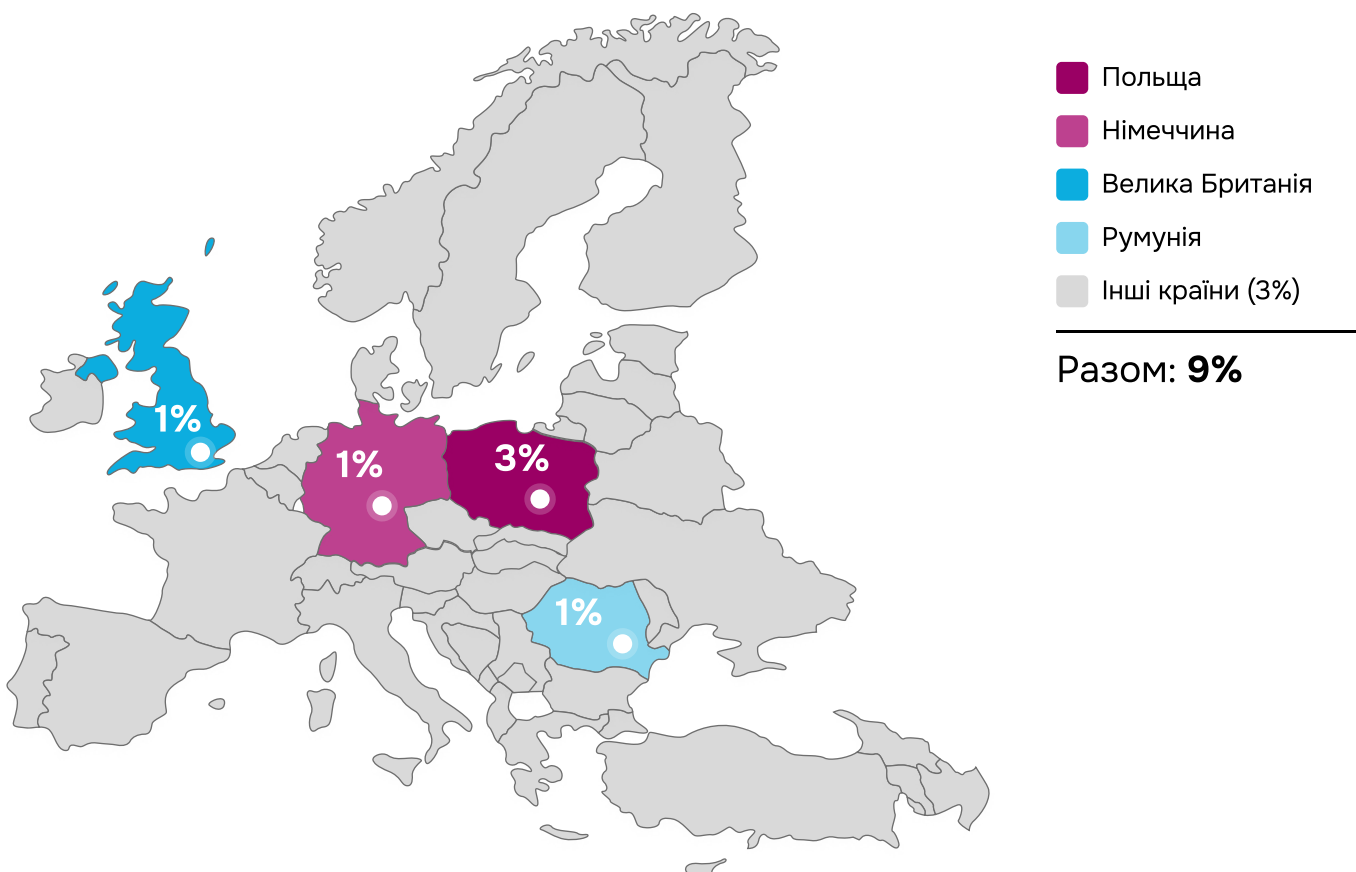 Польща
Німеччина
Велика Британія
Румунія
Інші країни (3%)
Разом: 9%
1%
1%
3%
1%